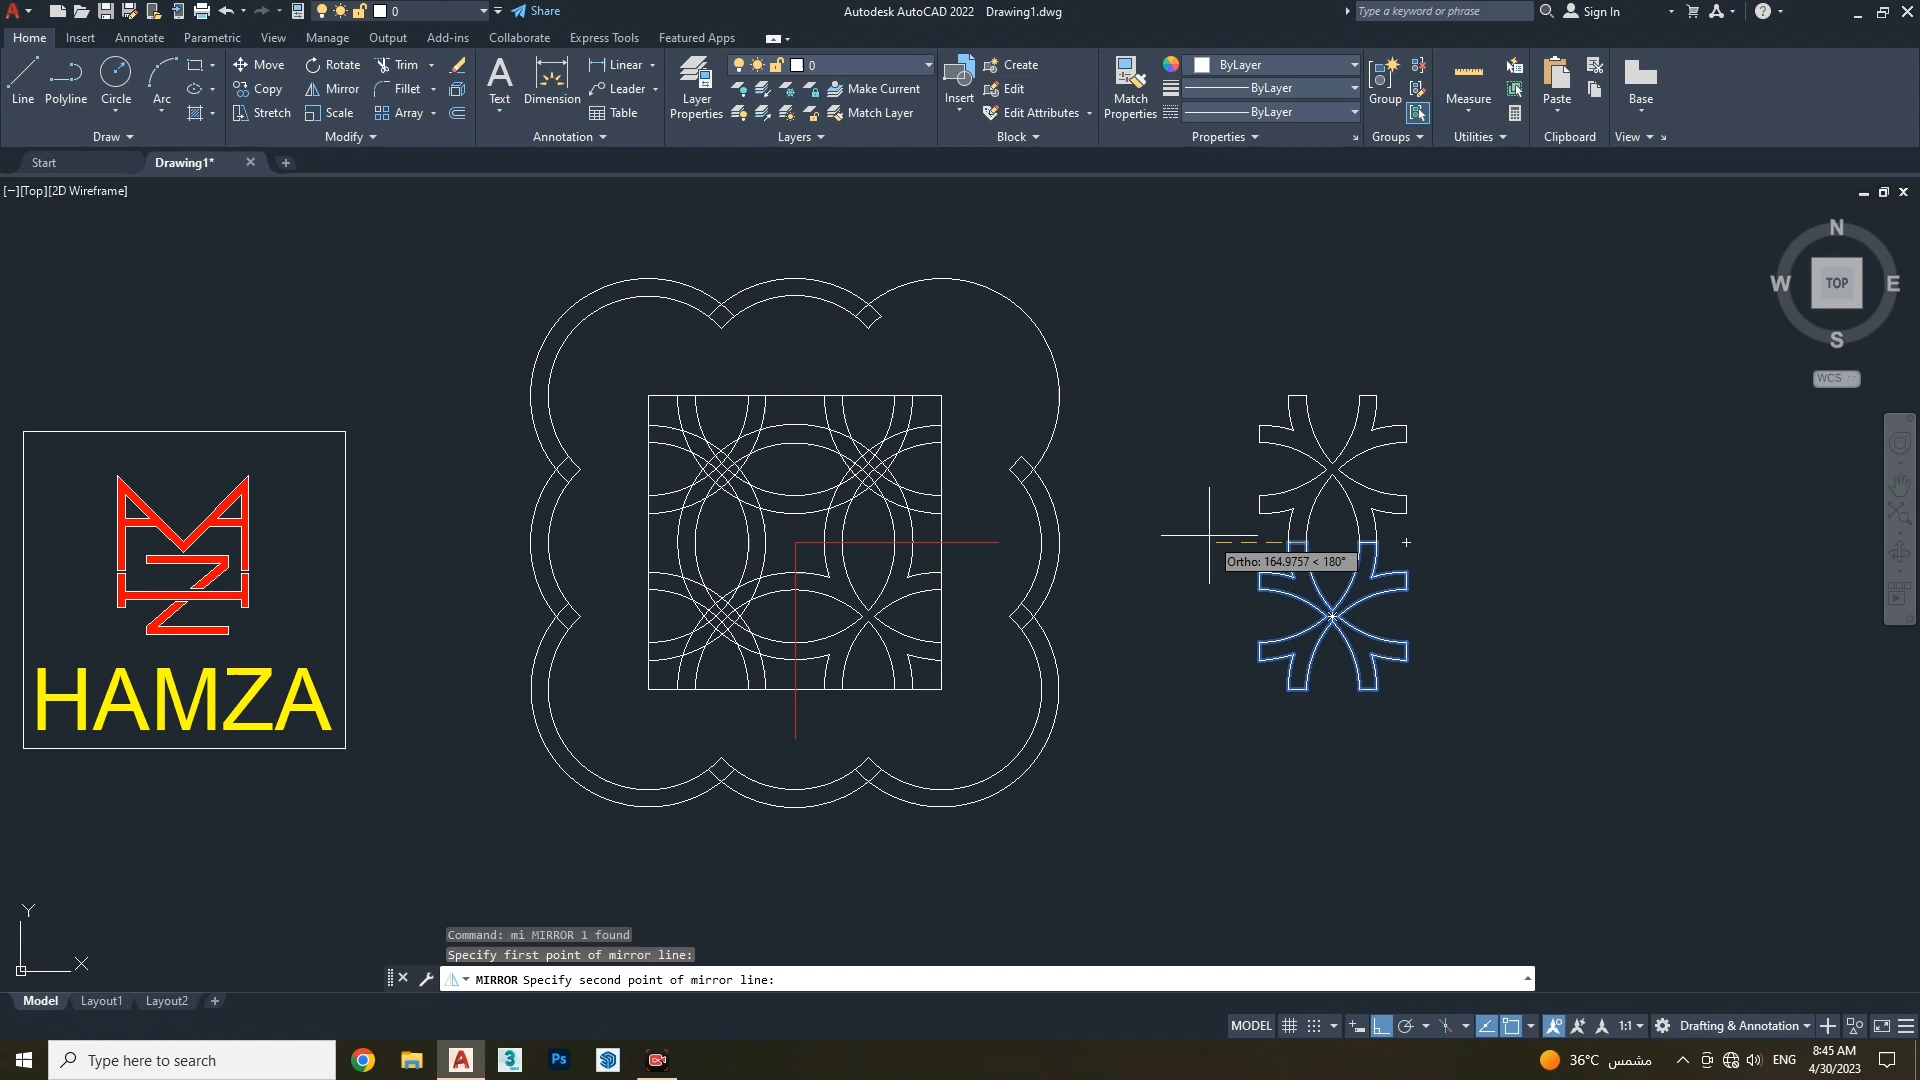 0
Share
Autodesk AutoCAD 2022 Drawing1.dwg
Type a keyword or phrase
Sign In
Home Insert Annotate Parametric View Manage Output Add-ins Collaborate Express Tools Featured Apps
Move Rotate Trim Linear 0 Make Current Create ByLayer
Copy Mirror Fillet Leader Edit ByLayer
Stretch Scale Array Table Match Layer Edit Attributes ByLayer
Line Polyline Circle Arc Text Dimension Layer Properties Insert Match Properties Group Measure Paste Base
Draw Modify Annotation Layers Block Properties Groups Utilities Clipboard View
Start Drawing1*
[−][Top][2D Wireframe]
N
W TOP E
S
WCS
HAMZA
Ortho: 164.9757 < 180°
Y
X
Command: mi MIRROR 1 found
Specify first point of mirror line:
MIRROR Specify second point of mirror line:
Model Layout1 Layout2
MODEL 1:1 Drafting & Annotation
Type here to search
Ps
3
36°C مشمس
ENG
8:45 AM
4/30/2023